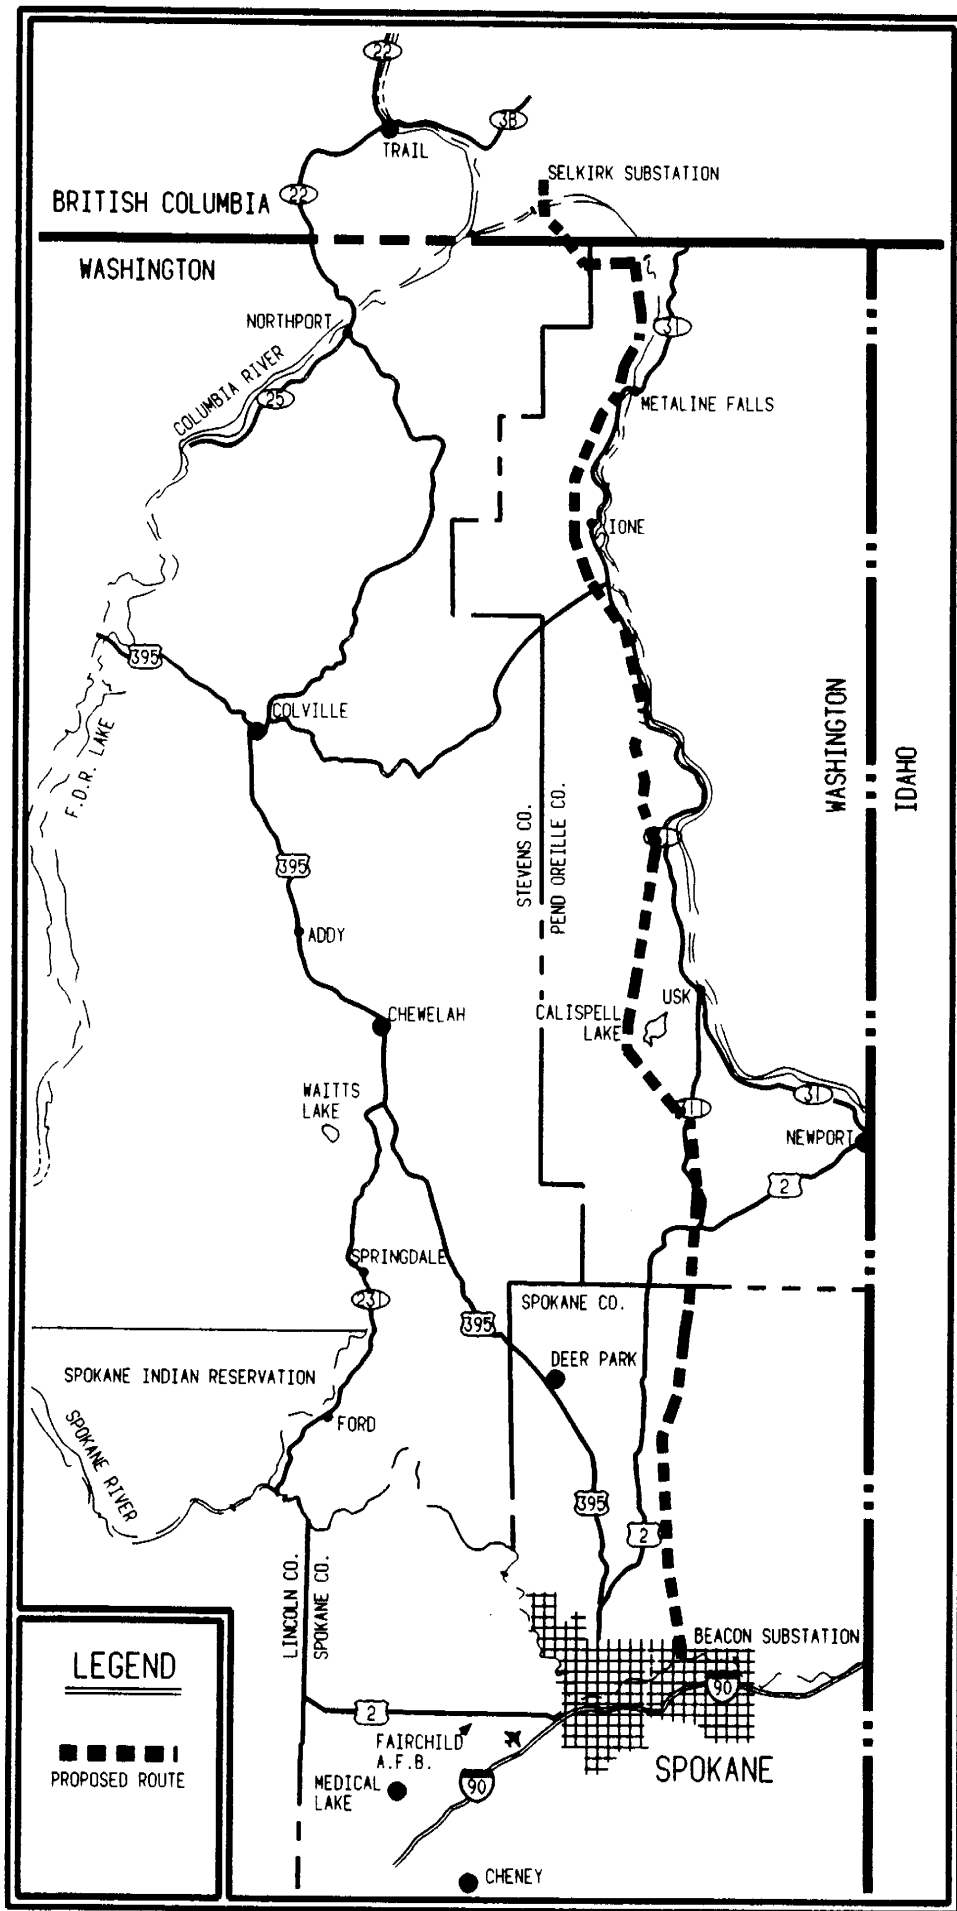 22
3B
TRAIL
SELKIRK SUBSTATION
22
BRITISH COLUMBIA
WASHINGTON
NORTHPORT
31
COLUMBIA RIVER
25
METALINE FALLS
IONE
395
COLVILLE
F.D.R. LAKE
WASHINGTON
IDAHO
STEVENS CO.
PEND OREILLE CO.
395
ADDY
USK
CHEWELAH
CALISPELL
LAKE
WAITTS
LAKE
31
NEWPORT
2
SPRINGDALE
231
SPOKANE CO.
395
DEER PARK
SPOKANE INDIAN RESERVATION
FORD
SPOKANE RIVER
395
2
LINCOLN CO.
SPOKANE CO.
BEACON SUBSTATION
LEGEND
90
2
FAIRCHILD
A.F.B.
SPOKANE
PROPOSED ROUTE
MEDICAL
LAKE
90
CHENEY